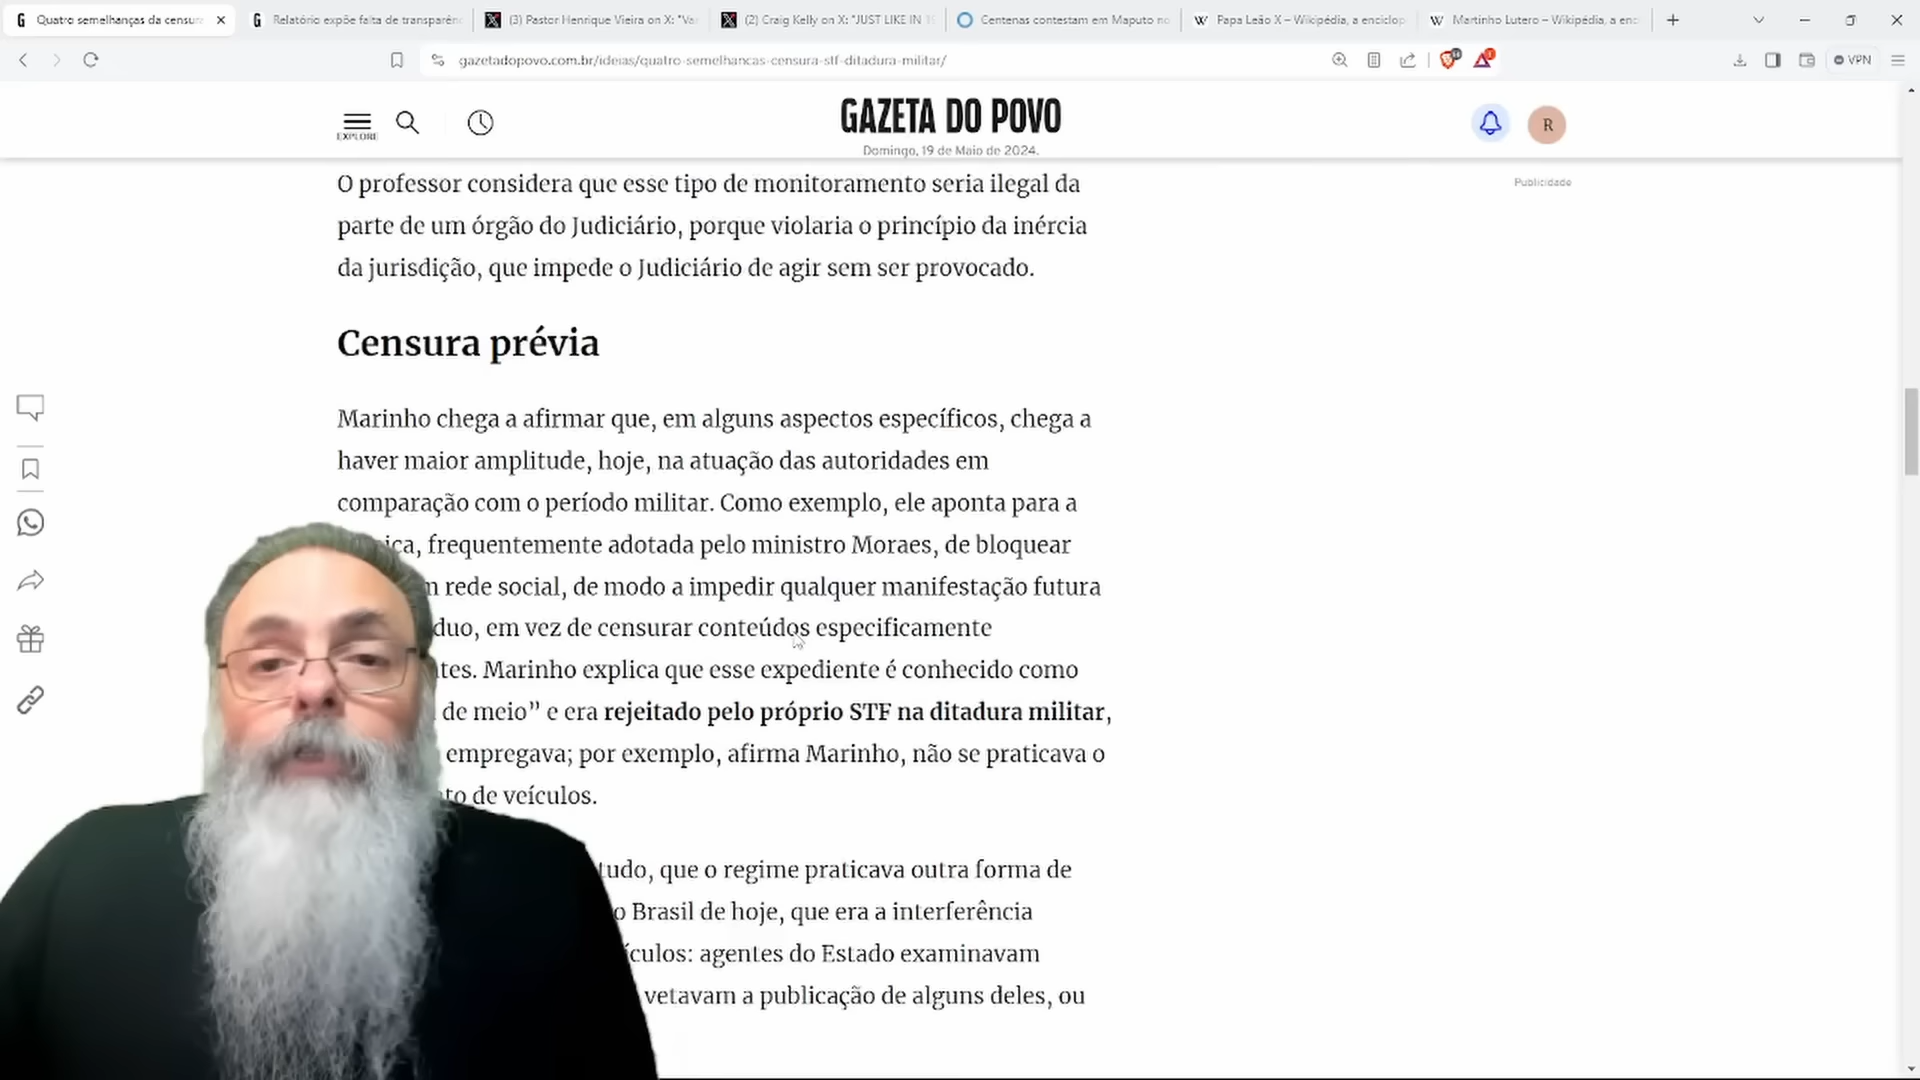 Quatro semelhanças da censur
Relatório expõe falta de transparên
(3) Pastor Henrique Vieira on X: "Va
(2) Craig Kelly on X: "JUST LIKE IN
Centenas contestam em Maputo no
Papa Leão X – Wikipédia, a enciclop
Martinho Lutero – Wikipédia, a enc
gazetadopovo.com.br/ideias/quatro-semelhancas-censura-stf-ditadura-militar/
VPN
EXPLORE
GAZETA DO POVO
R
Domingo, 19 de Maio de 2024.
Publicidade
O professor considera que esse tipo de monitoramento seria ilegal da
parte de um órgão do Judiciário, porque violaria o princípio da inércia
da jurisdição, que impede o Judiciário de agir sem ser provocado.
Censura prévia
Marinho chega a afirmar que, em alguns aspectos específicos, chega a
haver maior amplitude, hoje, na atuação das autoridades em
comparação com o período militar. Como exemplo, ele aponta para a
ica, frequentemente adotada pelo ministro Moraes, de bloquear
rede social, de modo a impedir qualquer manifestação futura
duo, em vez de censurar conteúdos especificamente
tes. Marinho explica que esse expediente é conhecido como
de meio” e era rejeitado pelo próprio STF na ditadura militar,
empregava; por exemplo, afirma Marinho, não se praticava o
to de veículos.
tudo, que o regime praticava outra forma de
o Brasil de hoje, que era a interferência
ículos: agentes do Estado examinavam
vetavam a publicação de alguns deles, ou